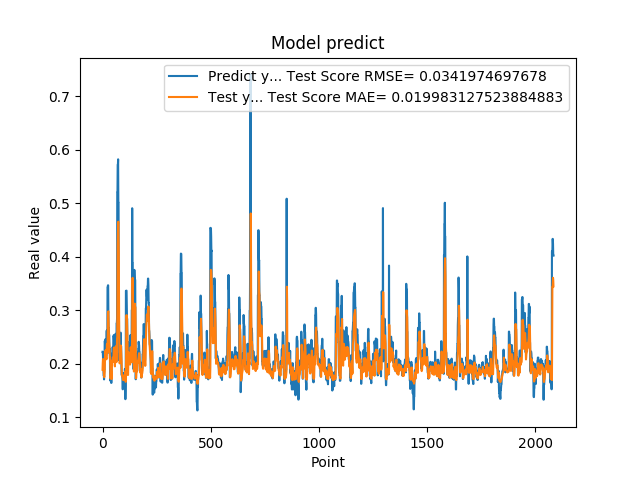 Model predict
Predict y... Test Score RMSE= 0.0341974697678
Test y... Test Score MAE= 0.019983127523884883
Real value
0.7
0.6
0.5
0.4
0.3
0.2
0.1
0 500 1000 1500 2000
Point